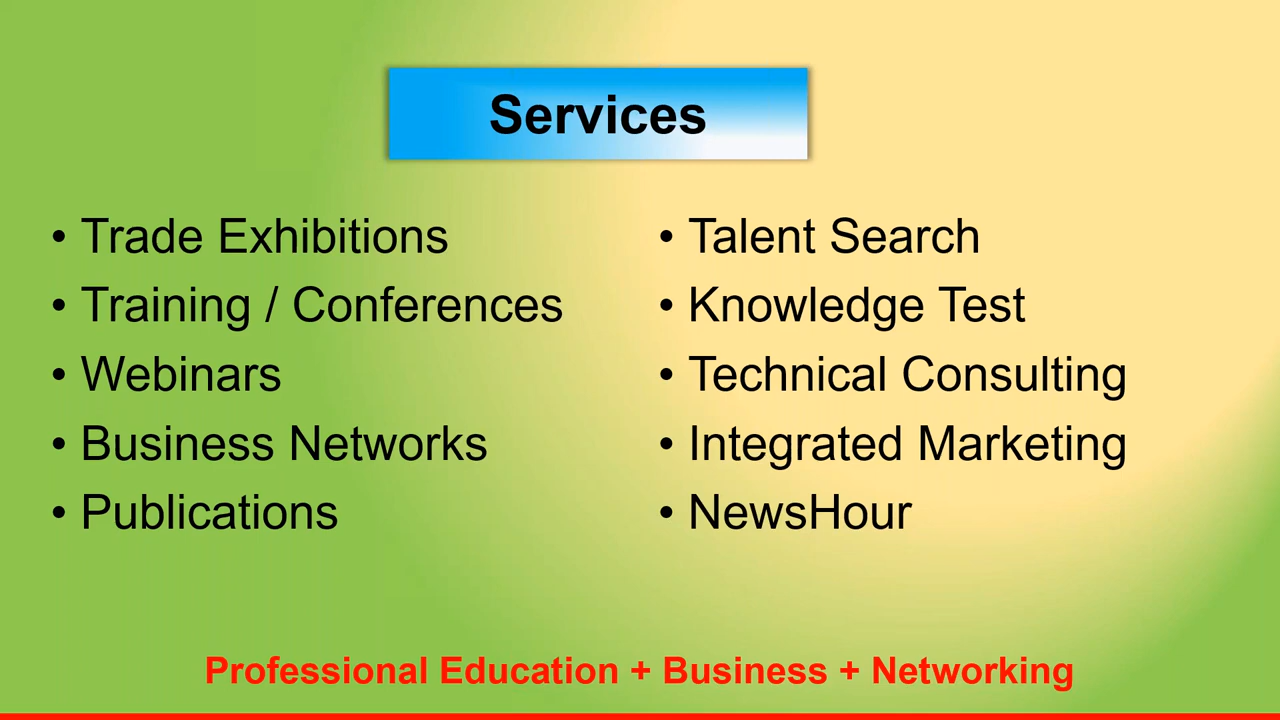 Services
• Trade Exhibitions
• Training / Conferences
• Webinars
• Business Networks
• Publications
• Talent Search
• Knowledge Test
• Technical Consulting
• Integrated Marketing
• NewsHour
Professional Education + Business + Networking